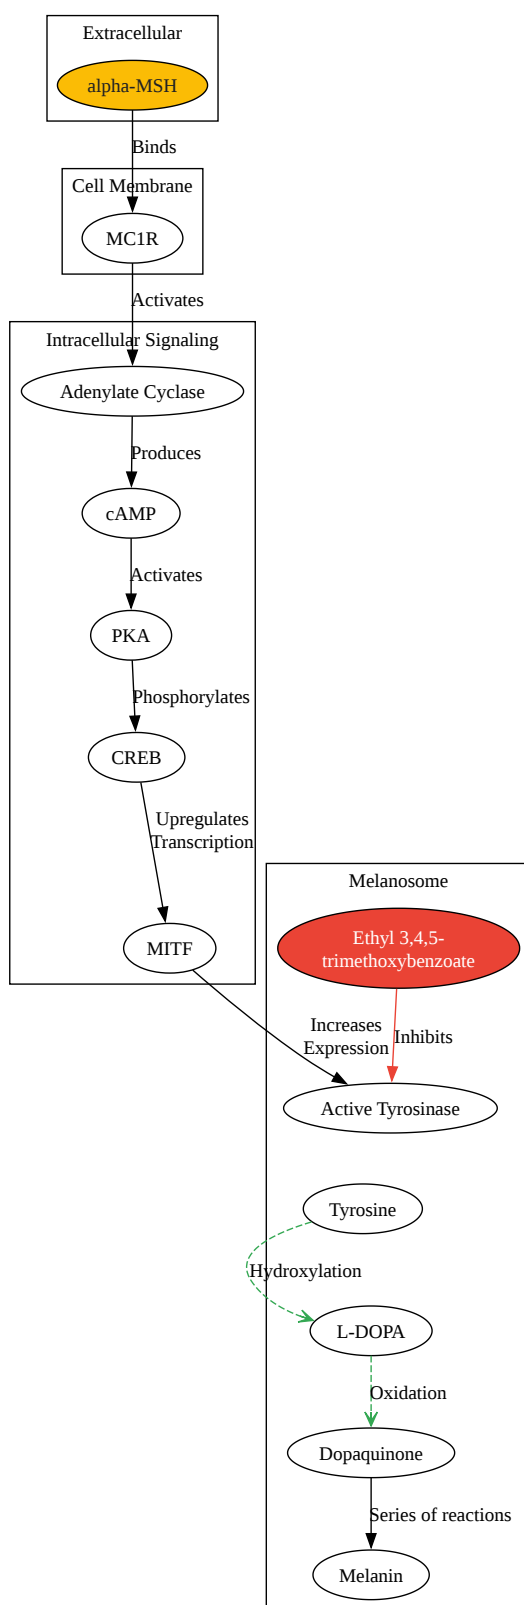 Extracellular
alpha-MSH
Binds
Cell Membrane
MC1R
Activates
Intracellular Signaling
Adenylate Cyclase
Produces
cAMP
Activates
PKA
Phosphorylates
CREB
Upregulates
Transcription
MITF
Melanosome
Ethyl 3,4,5-
trimethoxybenzoate
Increases
Expression
Inhibits
Active Tyrosinase
Tyrosine
Hydroxylation
L-DOPA
Oxidation
Dopaquinone
Series of reactions
Melanin